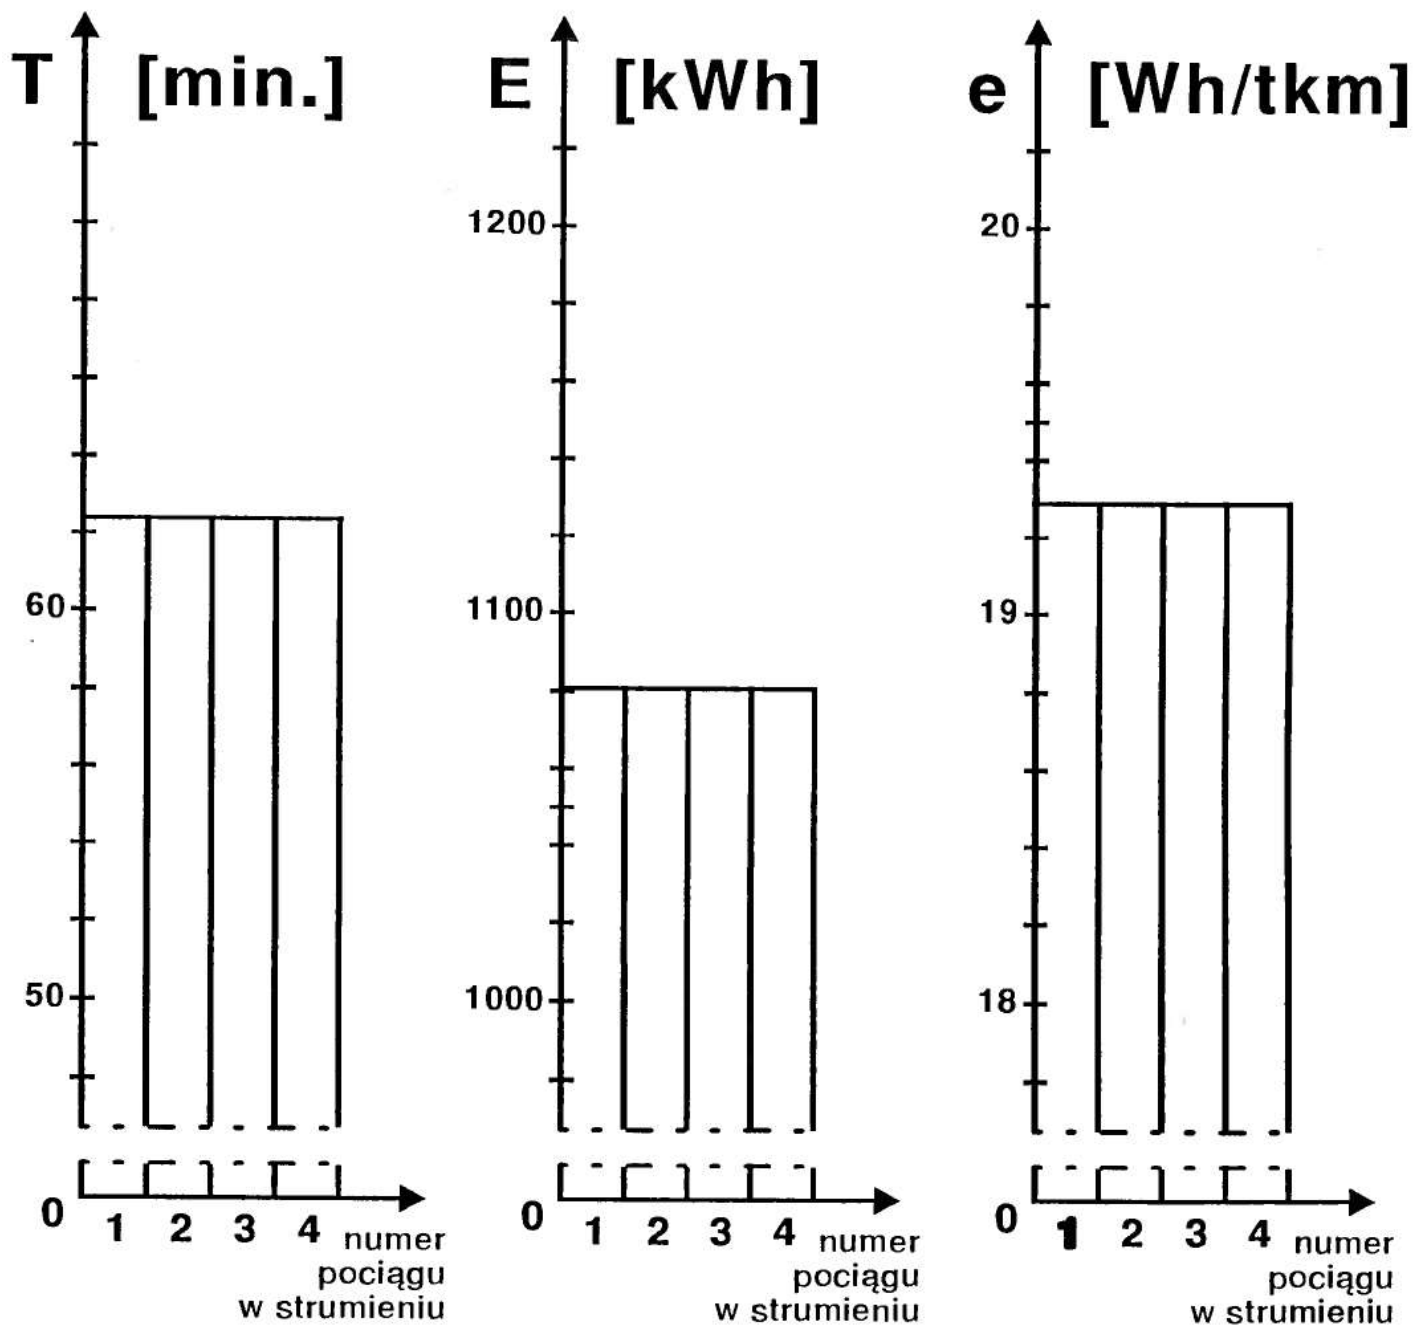 T [min.]
60
50
0
1 2 3 4
numer
pociągu
w strumieniu
E [kWh]
1200
1100
1000
0
1 2 3 4
numer
pociągu
w strumieniu
e [Wh/tkm]
20
19
18
0
1 2 3 4
numer
pociągu
w strumieniu